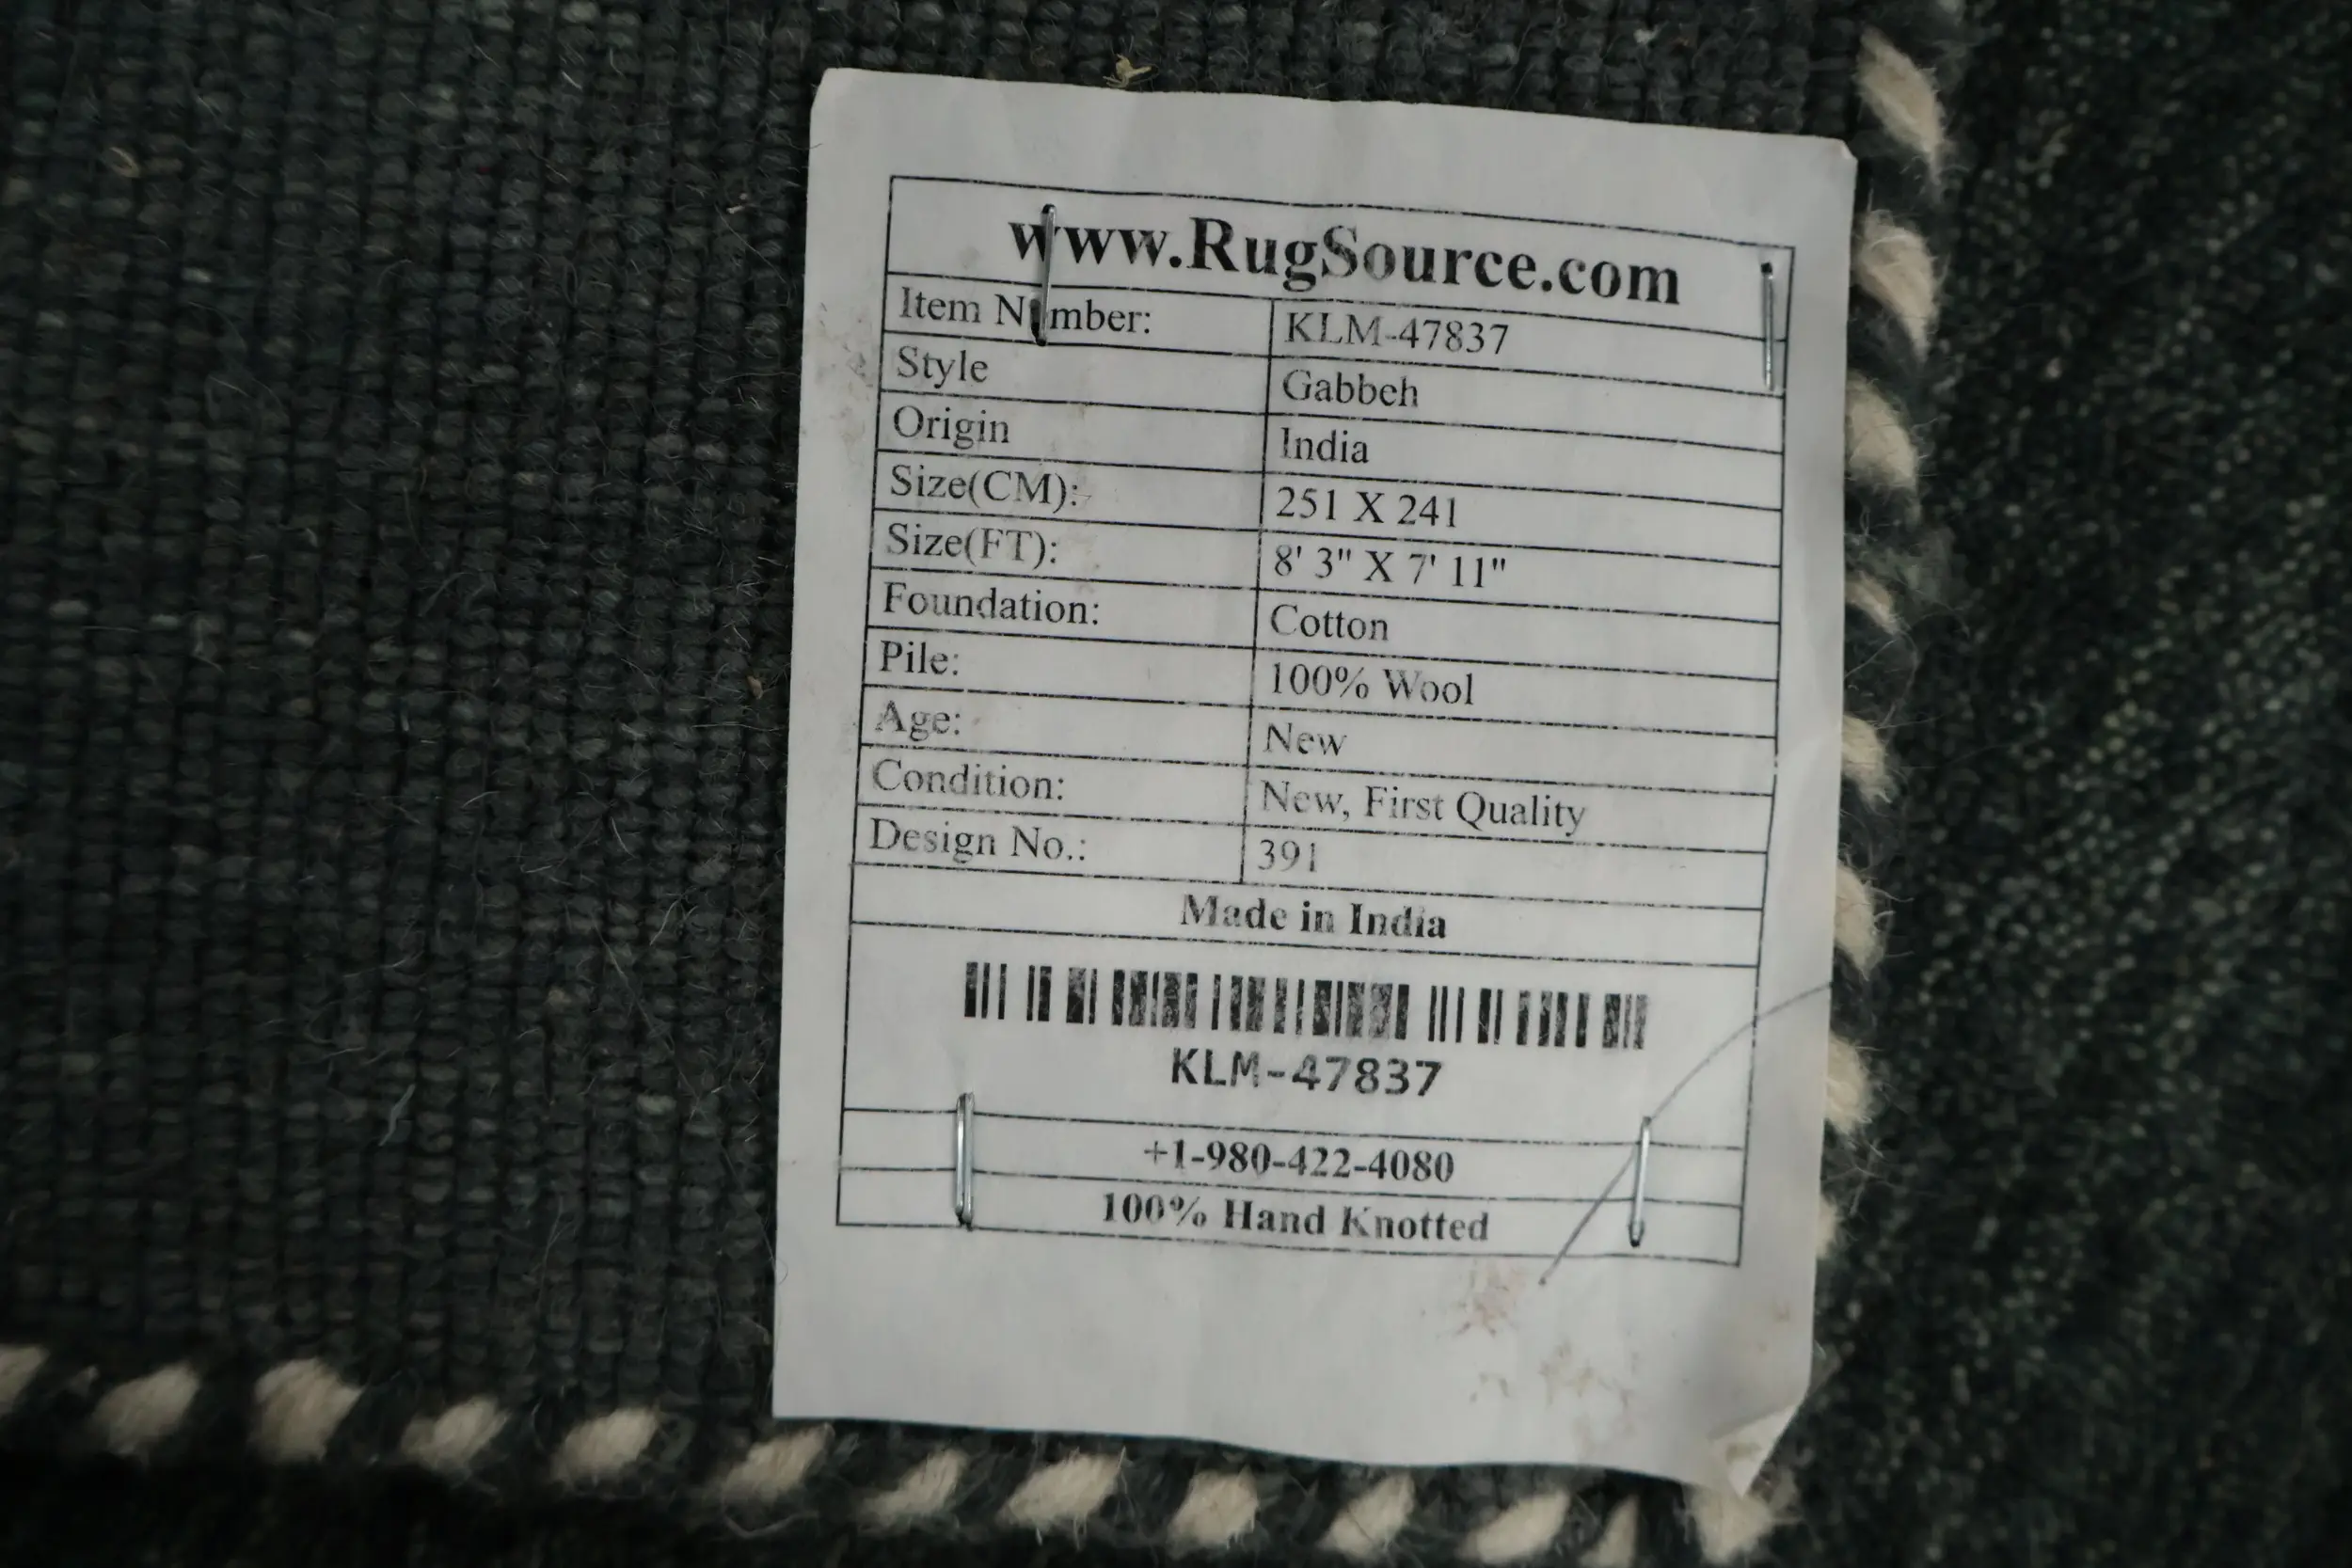 www.RugSource.com
Item Number: KLM-47837
Style Gabbeh
Origin India
Size(CM): 251 X 241
Size(FT): 8' 3" X 7' 11"
Foundation: Cotton
Pile: 100% Wool
Age: New
Condition: New, First Quality
Design No.: 391
Made in India
KLM-47837
+1-980-422-4080
100% Hand Knotted